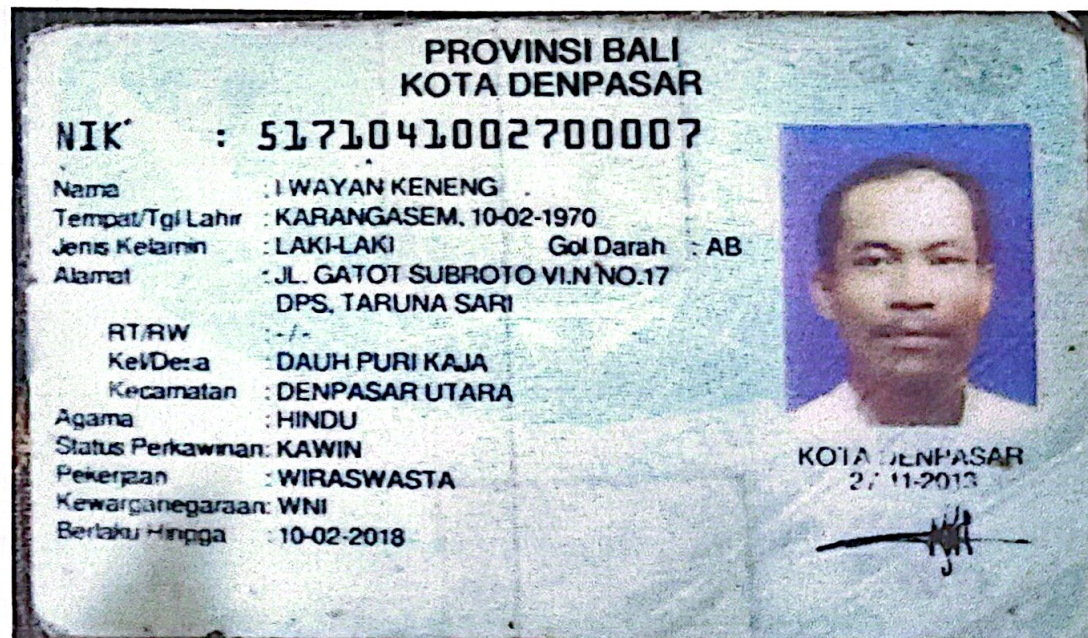 PROVINSI BALI
KOTA DENPASAR
NIK : 5171041002700007
Nama : I WAYAN KENENG
Tempat/Tgl Lahir : KARANGASEM, 10-02-1970
Jenis Kelamin : LAKI-LAKI Gol Darah : AB
Alamat : JL. GATOT SUBROTO VI.N NO.17
DPS, TARUNA SARI
RT/RW : -/-
Kel/Desa : DAUH PURI KAJA
Kecamatan : DENPASAR UTARA
Agama : HINDU
Status Perkawinan: KAWIN
Pekerjaan : WIRASWASTA
Kewarganegaraan: WNI
Berlaku Hingga : 10-02-2018
KOTA DENPASAR
27-11-2013